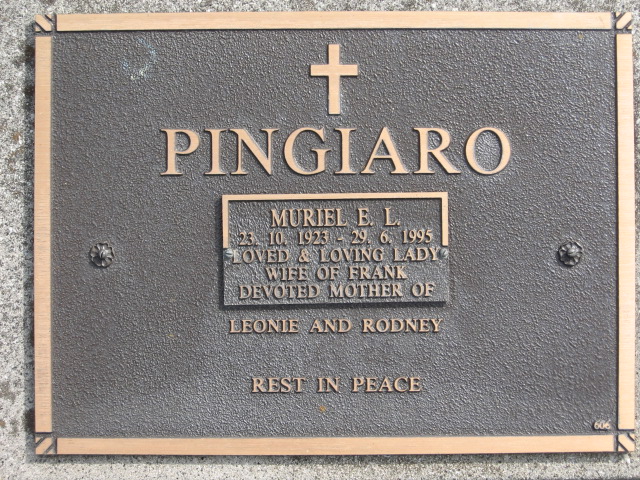 PINGIARO
MURIEL E. L.
23. 10. 1923 - 29. 6. 1995
LOVED & LOVING LADY
WIFE OF FRANK
DEVOTED MOTHER OF
LEONIE AND RODNEY
REST IN PEACE
606